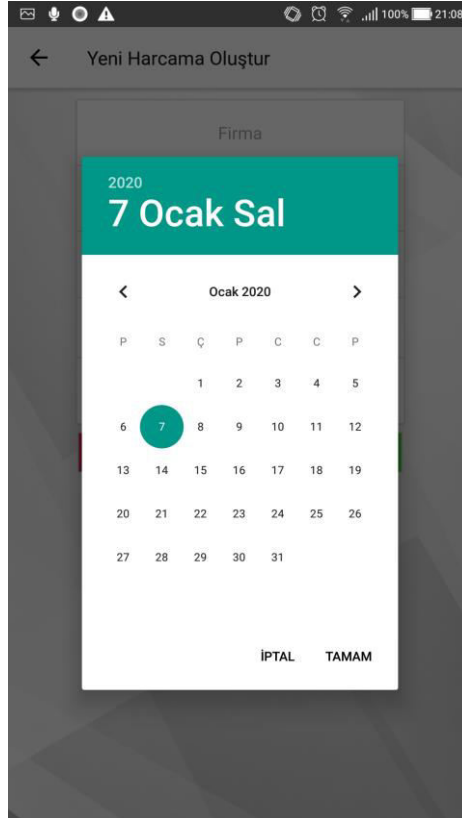 100% 21:08
Yeni Harcama Oluştur
Firma
2020
7 Ocak Sal
Ocak 2020
P S Ç P C C P
1 2 3 4 5
6 7 8 9 10 11 12
13 14 15 16 17 18 19
20 21 22 23 24 25 26
27 28 29 30 31
İPTAL TAMAM